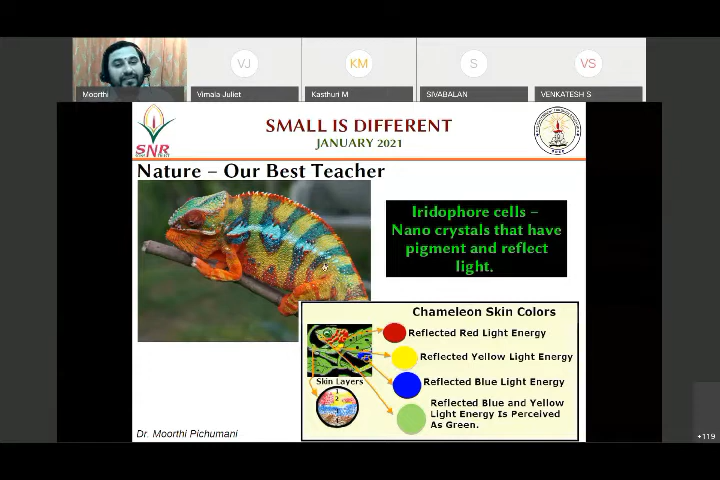 VJ
KM
S
VS
Moorthi
Vimala Juliet
Kasthuri M
SIVABALAN
VENKATESH S
SNR
SMALL IS DIFFERENT
JANUARY 2021
Nature – Our Best Teacher
Iridophore cells –
Nano crystals that have
pigment and reflect
light.
Chameleon Skin Colors
Reflected Red Light Energy
Reflected Yellow Light Energy
Reflected Blue Light Energy
Reflected Blue and Yellow
Light Energy Is Perceived
As Green.
Skin Layers
1
2
Dr. Moorthi Pichumani
+119